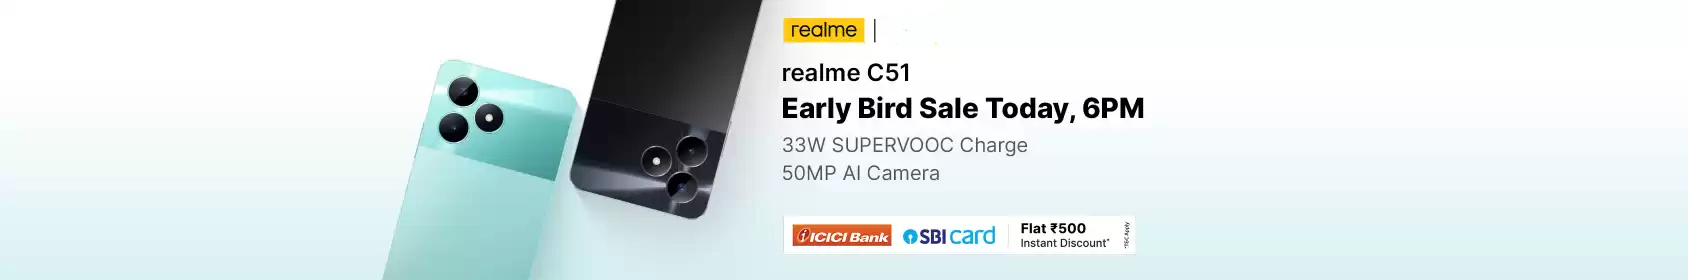 realme |
realme C51
Early Bird Sale Today, 6PM
33W SUPERVOOC Charge
50MP AI Camera
ICICI Bank SBI card Flat ₹500
Instant Discount*
*T&C Apply